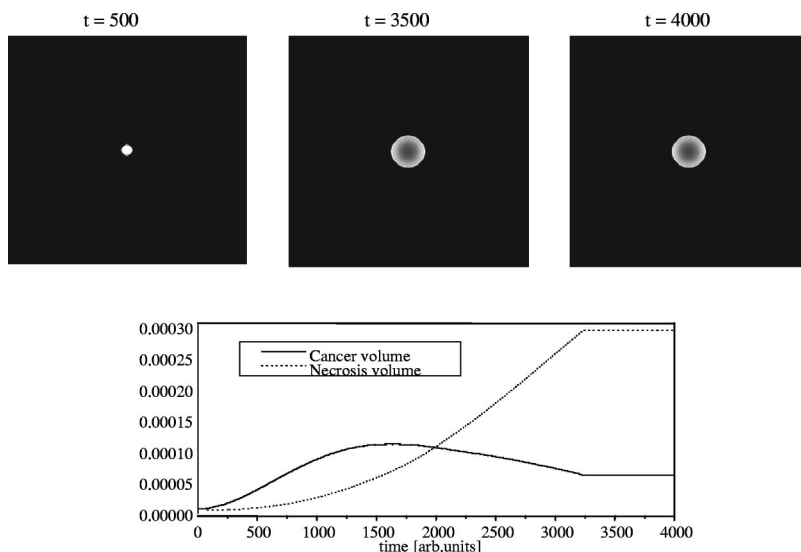 t = 500
t = 3500
t = 4000
0.00030
0.00025
0.00020
0.00015
0.00010
0.00005
0.00000
Cancer volume
Necrosis volume
0 500 1000 1500 2000 2500 3000 3500 4000
time [arb.units]